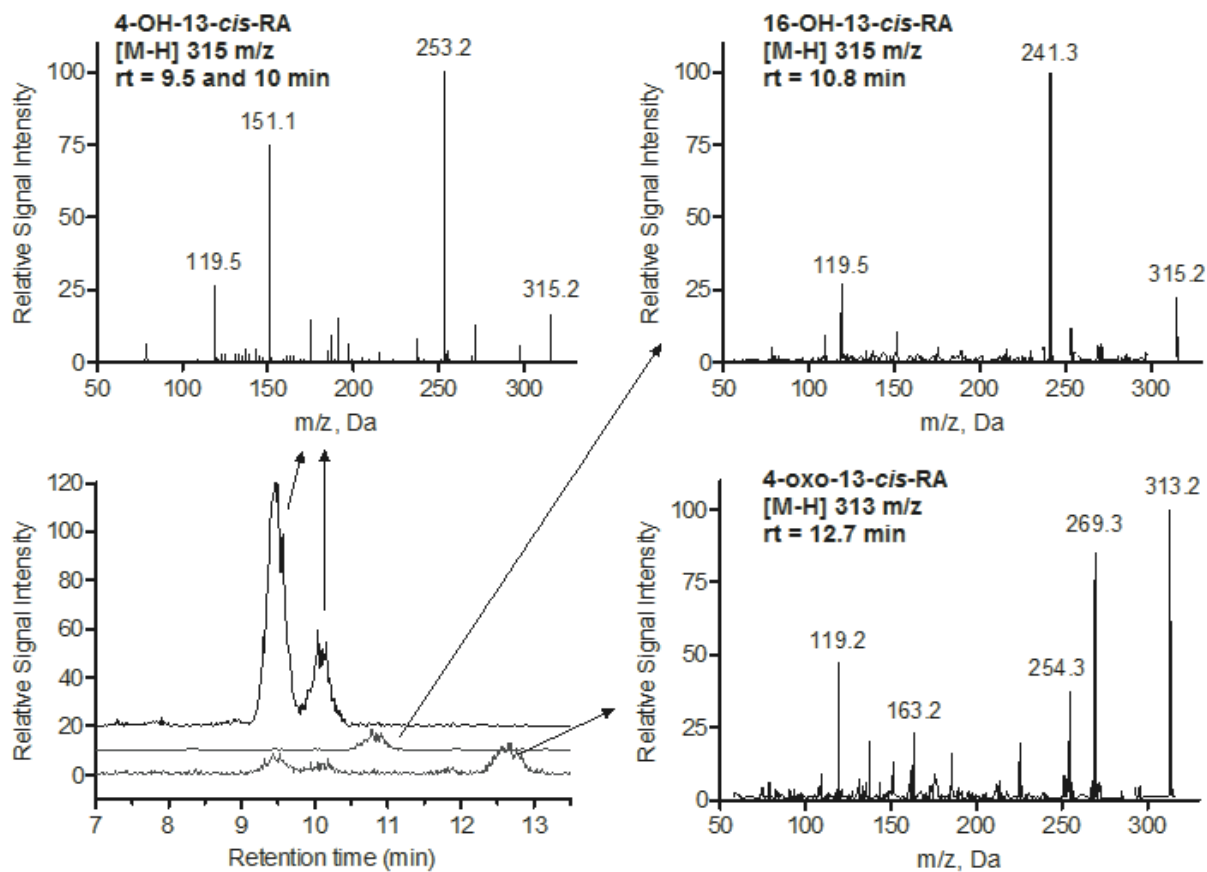 4-OH-13-cis-RA
[M-H] 315 m/z
rt = 9.5 and 10 min
253.2
151.1
119.5
315.2
100
75
50
25
0
Relative Signal Intensity
50 100 150 200 250 300
m/z, Da
16-OH-13-cis-RA
[M-H] 315 m/z
rt = 10.8 min
241.3
119.5
315.2
100
75
50
25
0
Relative Signal Intensity
50 100 150 200 250 300
m/z, Da
120
100
80
60
40
20
0
Relative Signal Intensity
7 8 9 10 11 12 13
Retention time (min)
4-oxo-13-cis-RA
[M-H] 313 m/z
rt = 12.7 min
313.2
269.3
119.2
254.3
163.2
100
75
50
25
0
Relative Signal Intensity
50 100 150 200 250 300
m/z, Da